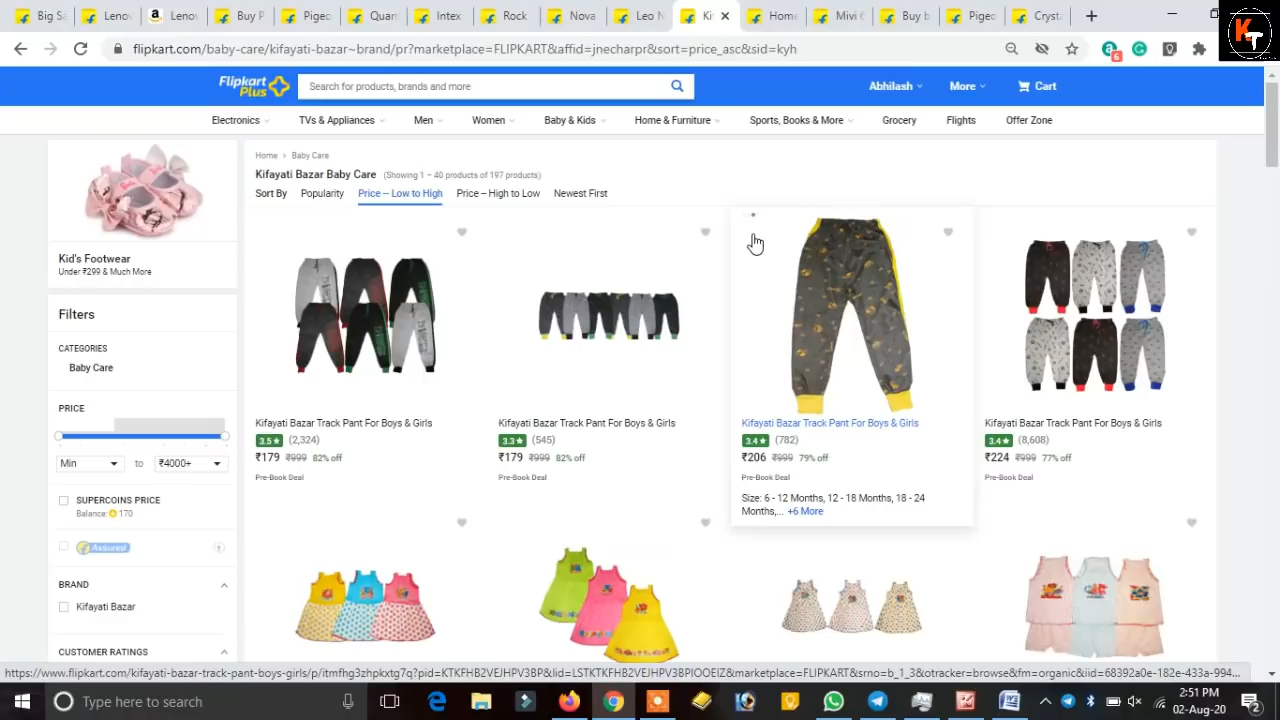 Big Sa
Lenov
Lenov
Buy P
Pigeo
Quan
Intex
Rock
Nova
Leo N
Ki
Home
Mivi 6
Buy b
Pigeo
Cryst
KT
flipkart.com/baby-care/kifayati-bazar~brand/pr?marketplace=FLIPKART&affid=jnecharpr&sort=price_asc&sid=kyh
6
Flipkart
Plus
Search for products, brands and more
Abhilash
More
Cart
Electronics
TVs & Appliances
Men
Women
Baby & Kids
Home & Furniture
Sports, Books & More
Grocery
Flights
Offer Zone
Kid's Footwear
Under ₹299 & Much More
Filters
CATEGORIES
Baby Care
PRICE
Min to ₹4000+
SUPERCOINS PRICE
Balance: 170
Assured ?
BRAND
Kifayati Bazar
CUSTOMER RATINGS
Home > Baby Care
Kifayati Bazar Baby Care (Showing 1 – 40 products of 197 products)
Sort By Popularity Price -- Low to High Price -- High to Low Newest First
Kifayati Bazar Track Pant For Boys & Girls
3.5★ (2,324)
₹179 ₹999 82% off
Pre-Book Deal
Kifayati Bazar Track Pant For Boys & Girls
3.3★ (545)
₹179 ₹999 82% off
Pre-Book Deal
Kifayati Bazar Track Pant For Boys & Girls
3.4★ (782)
₹206 ₹999 79% off
Pre-Book Deal
Size: 6 - 12 Months, 12 - 18 Months, 18 - 24
Months,... +6 More
Kifayati Bazar Track Pant For Boys & Girls
3.4★ (8,608)
₹224 ₹999 77% off
Pre-Book Deal
https://www.flipkart.com/kifayati-bazar-track-pant-boys-girls/p/itmfhg3zhpkxtg7q?pid=KTKFHB2VEJHPV3BP&lid=LSTKTKFHB2VEJHPV3BPIOOEIZ&marketplace=FLIPKART&srno=b_1_3&otracker=browse&fm=organic&iid=68392a0e-182e-433a-994...
Type here to search
2:51 PM
02-Aug-20
2